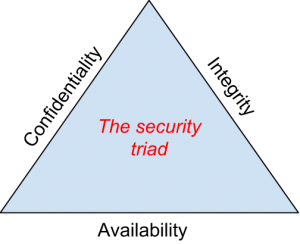 Confidentiality
Integrity
The security
triad
Availability